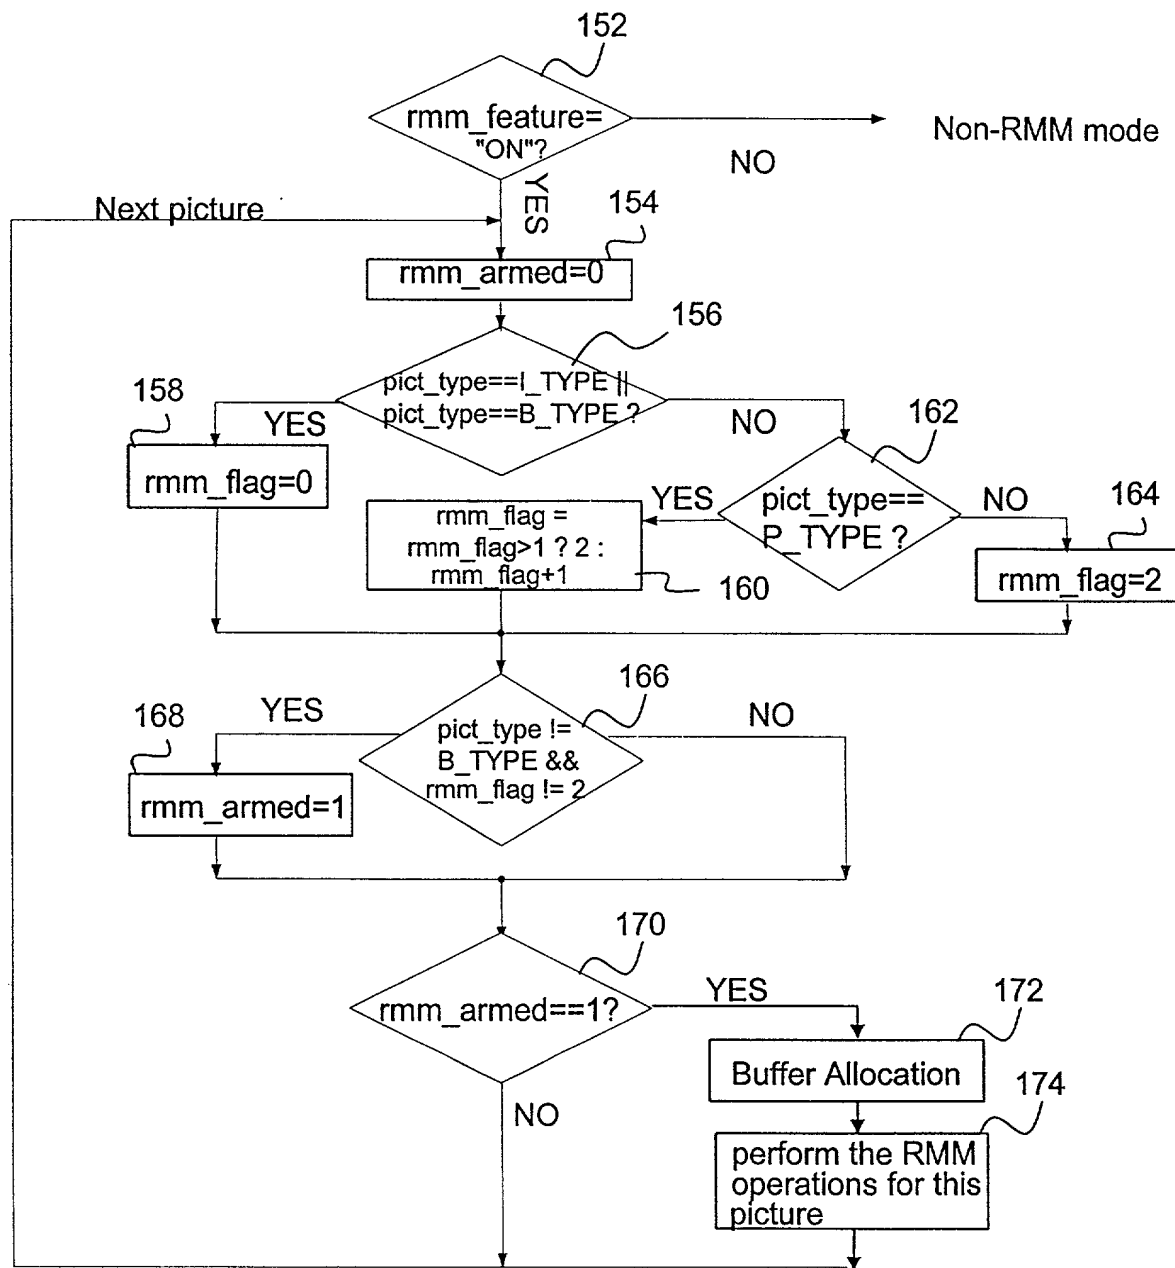 152
rmm_feature=
"ON"?
NO
Non-RMM mode
YES
Next picture
154
rmm_armed=0
156
pict_type==I_TYPE ||
pict_type==B_TYPE ?
158
YES
NO
162
rmm_flag=0
pict_type==
P_TYPE ?
YES
NO
164
rmm_flag =
rmm_flag>1 ? 2 :
rmm_flag+1
160
rmm_flag=2
166
168
YES
NO
pict_type !=
B_TYPE &&
rmm_flag != 2
rmm_armed=1
170
rmm_armed==1?
YES
172
Buffer Allocation
174
NO
perform the RMM
operations for this
picture